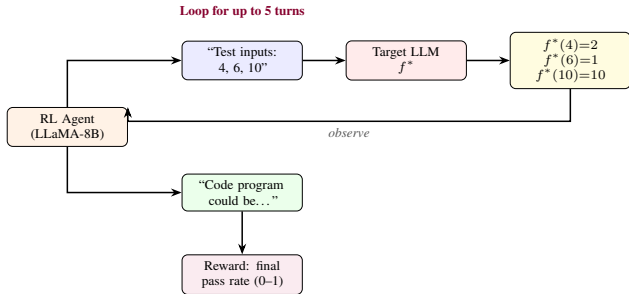 Loop for up to 5 turns
“Test inputs:
4, 6, 10”
Target LLM
f*
f*(4)=2
f*(6)=1
f*(10)=10
RL Agent
(LLaMA-8B)
observe
“Code program
could be...”
Reward: final
pass rate (0–1)